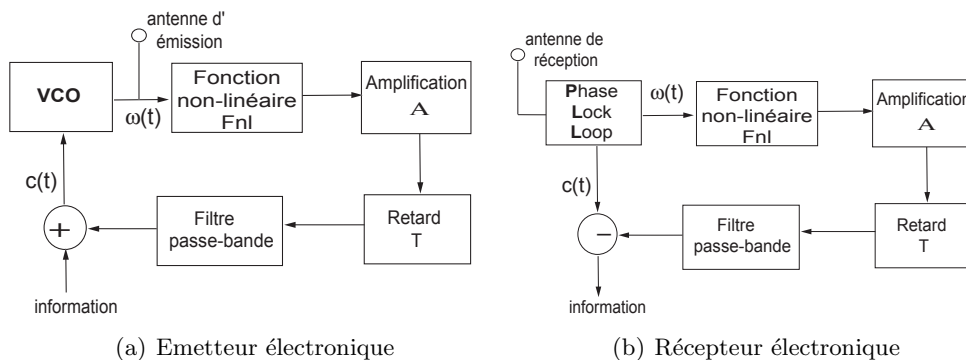 antenne d'
émission
VCO
ω(t)
Fonction
non-linéaire
Fnl
Amplification
A
c(t)
+
Filtre
passe-bande
Retard
T
information
(a) Emetteur électronique
antenne de
réception
Phase
Lock
Loop
ω(t)
Fonction
non-linéaire
Fnl
Amplification
A
c(t)
−
Filtre
passe-bande
Retard
T
information
(b) Récepteur électronique